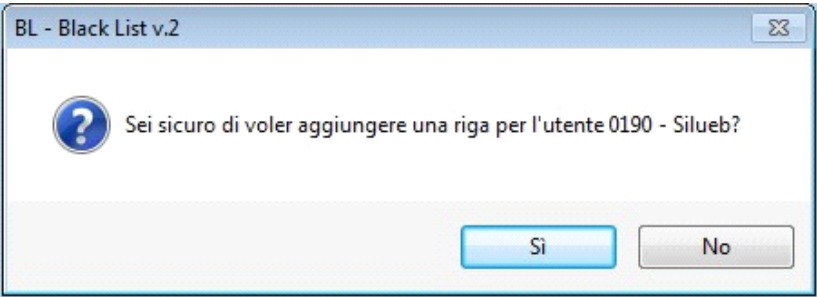 BL - Black List v.2
Sei sicuro di voler aggiungere una riga per l'utente 0190 - Silueb?
Sì
No